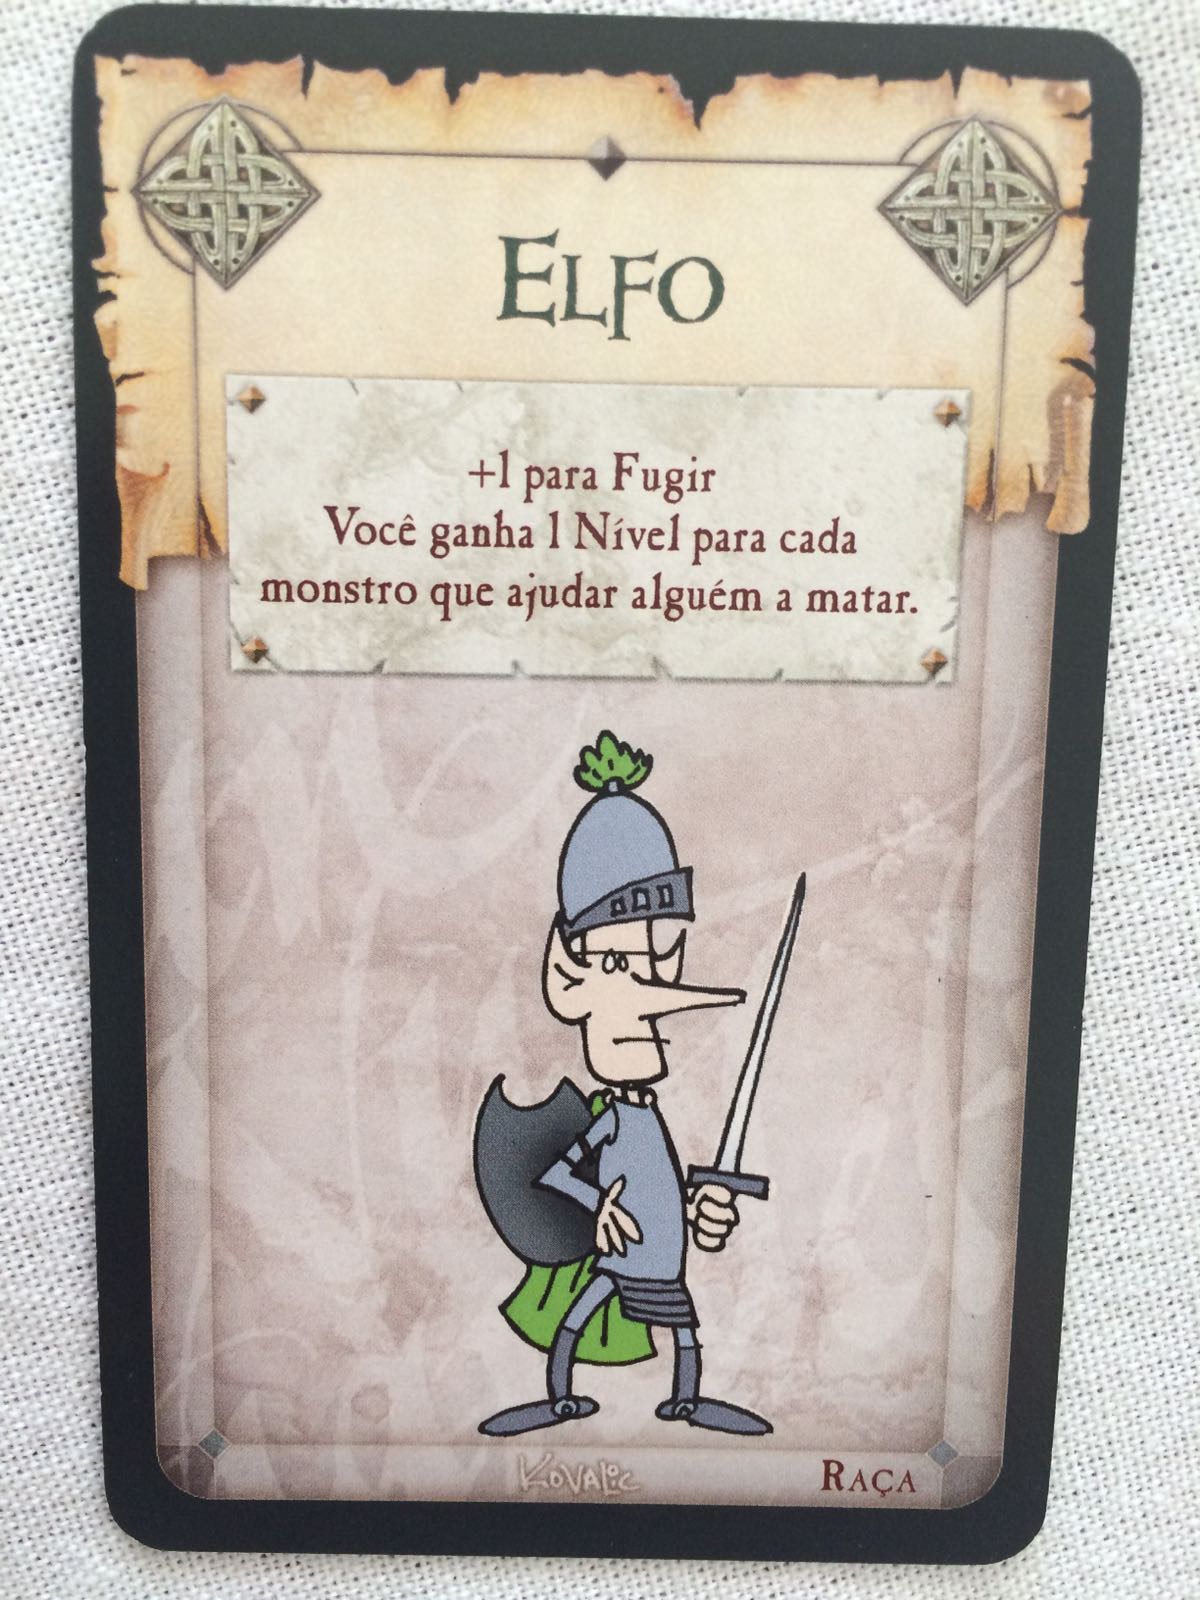 Elfo
+1 para Fugir
Você ganha 1 Nível para cada
monstro que ajudar alguém a matar.
Kovalic
Raça